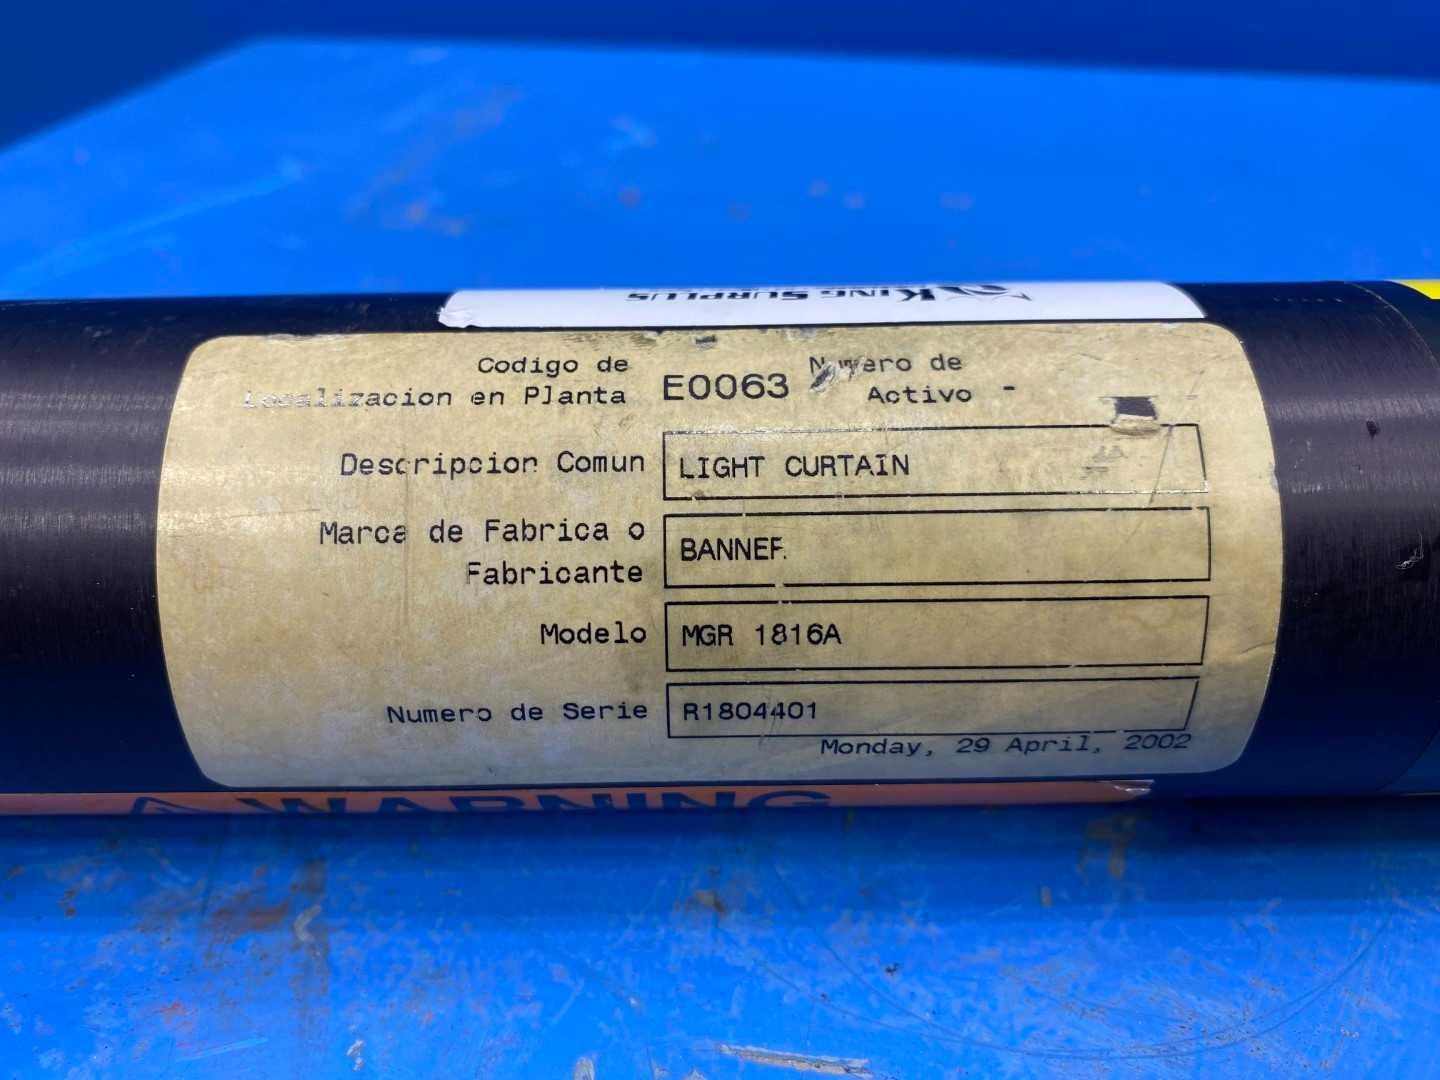 KING SURPLUS
Codigo de
Localizacion en Planta
E0063
Numero de
Activo -
Descripcion Comun
LIGHT CURTAIN
Marca de Fabrica o
Fabricante
BANNER
Modelo
MGR 1816A
Numero de Serie
R1804401
Monday, 29 April, 2002
WARNING